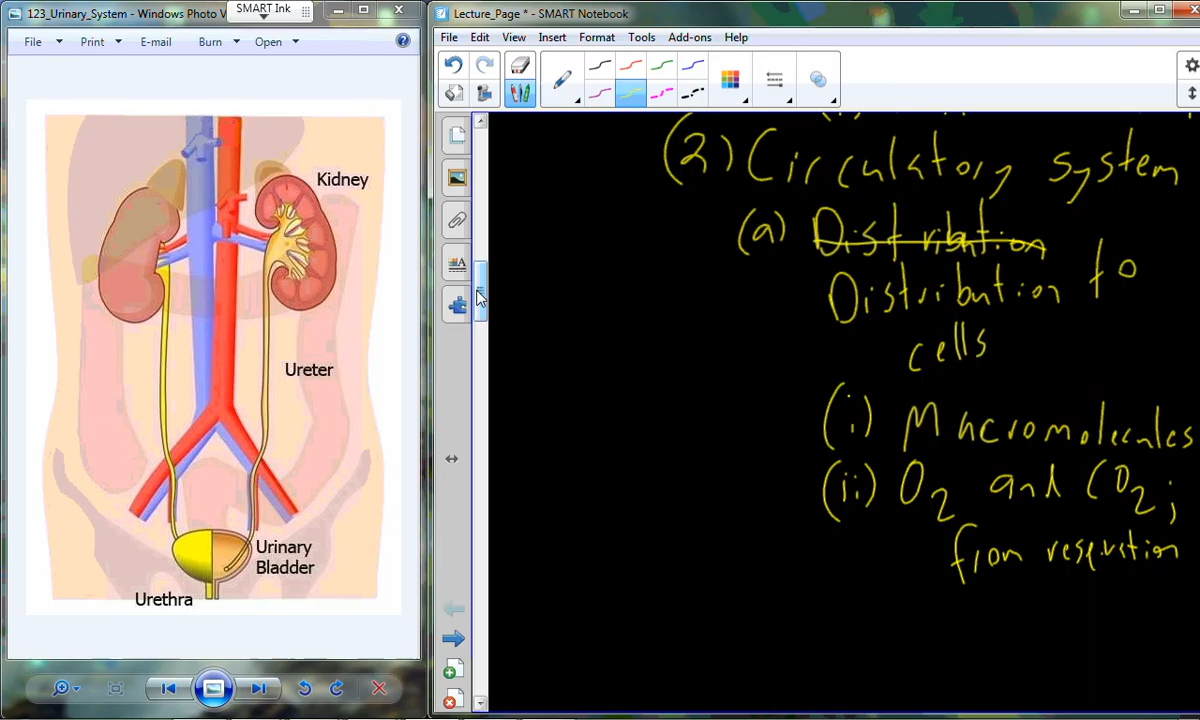 123_Urinary_System - Windows Photo V
SMART Ink
File Print E-mail Burn Open
Kidney
Ureter
Urinary
Bladder
Urethra
Lecture_Page * - SMART Notebook
File Edit View Insert Format Tools Add-ons Help
(2) Circulatory system
(a) Distribution
Distribution to
cells
(i) Macromolecules
(ii) O2 and CO2;
from respiration